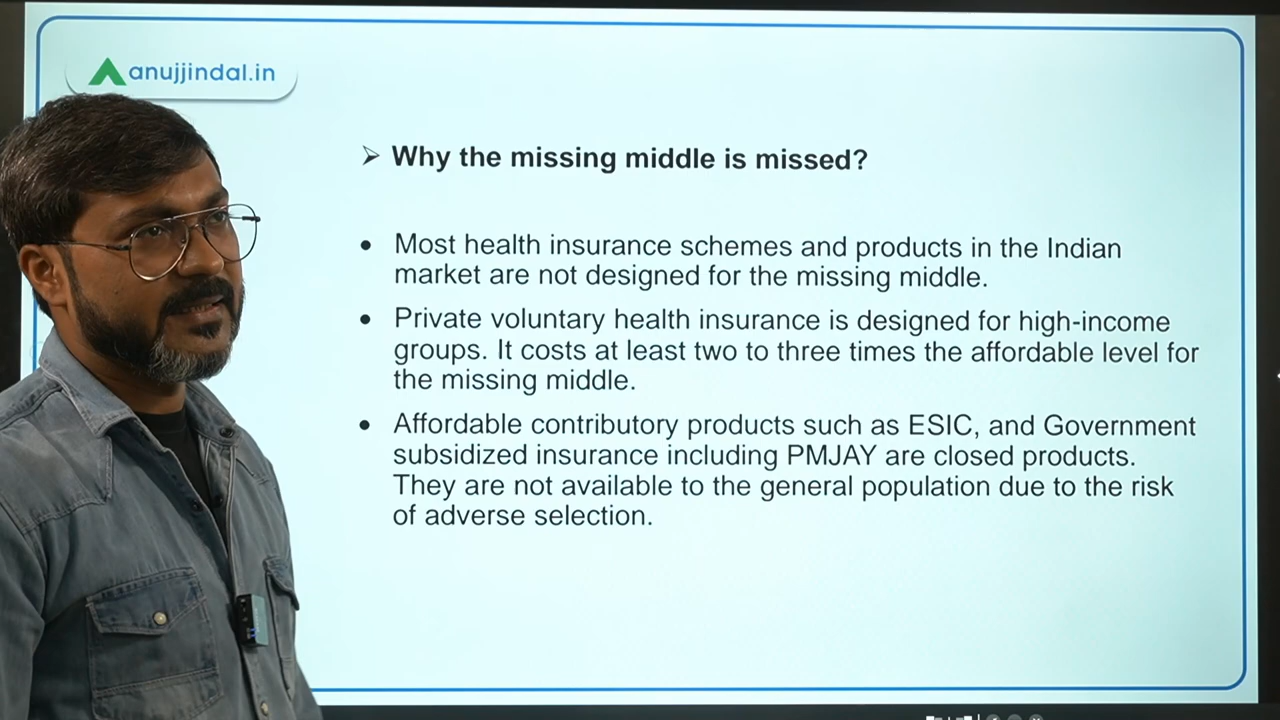 anujjindal.in
➤ Why the missing middle is missed?
• Most health insurance schemes and products in the Indian
market are not designed for the missing middle.
• Private voluntary health insurance is designed for high-income
groups. It costs at least two to three times the affordable level for
the missing middle.
• Affordable contributory products such as ESIC, and Government
subsidized insurance including PMJAY are closed products.
They are not available to the general population due to the risk
of adverse selection.